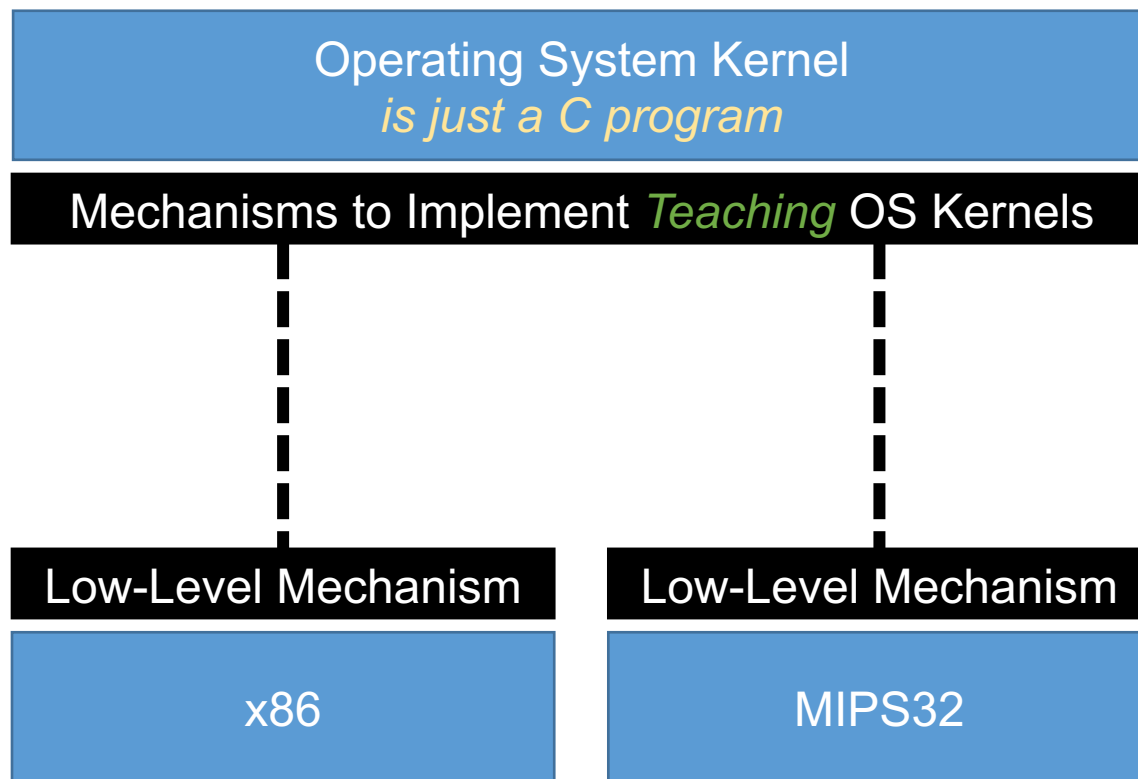 Operating System Kernel
is just a C program
Mechanisms to Implement Teaching OS Kernels
Low-Level Mechanism
Low-Level Mechanism
x86
MIPS32